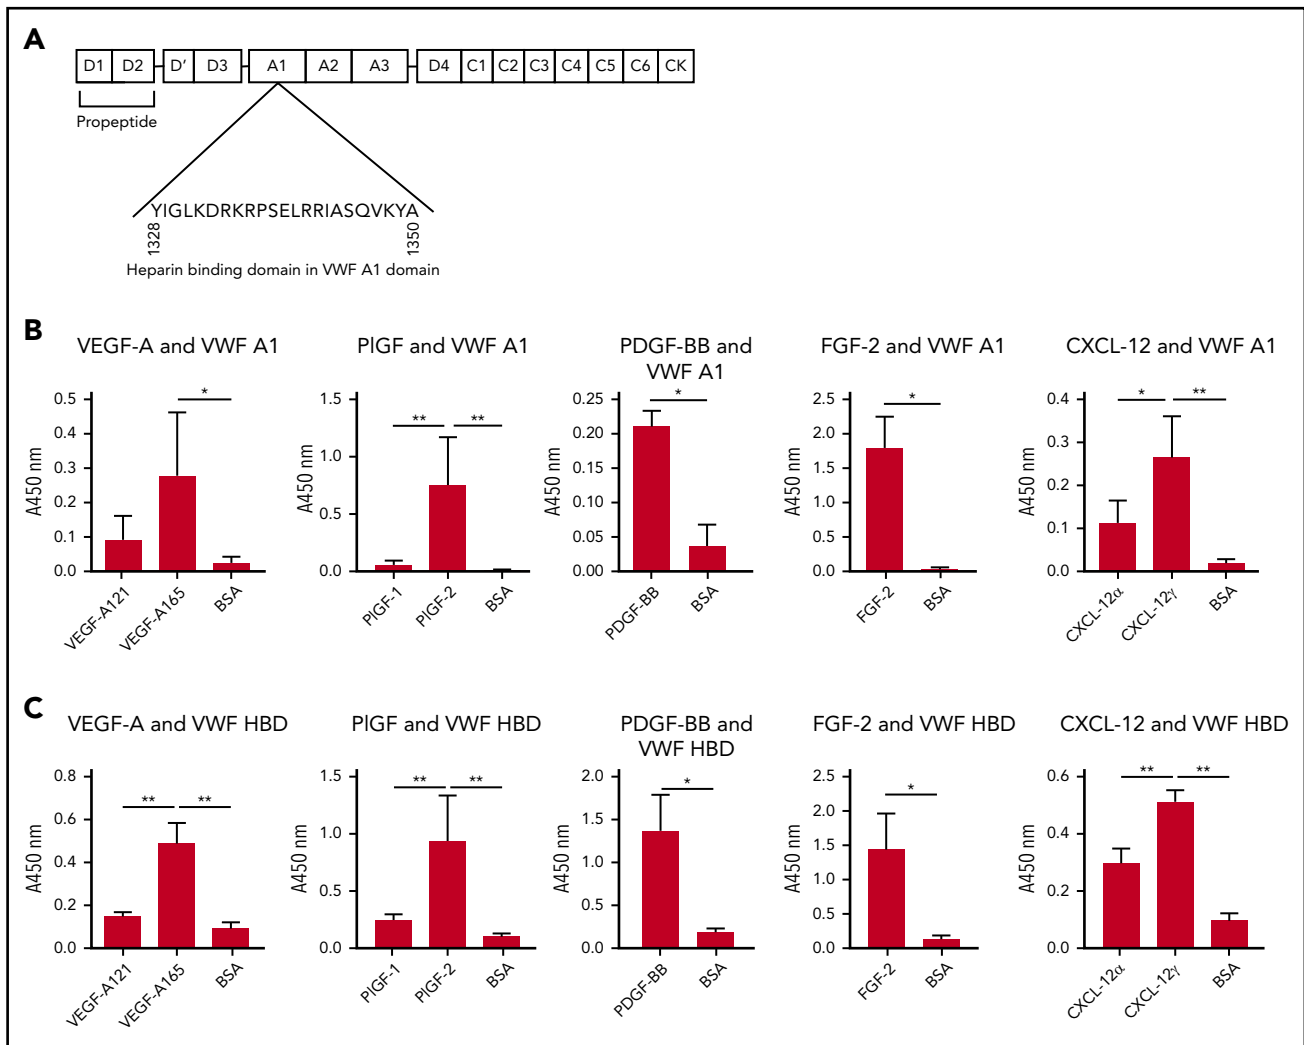 A
D1 D2 D' D3 A1 A2 A3 D4 C1 C2 C3 C4 C5 C6 CK
Propeptide
YIGLKDRKRPSELRRIASQVKYA
1328
1350
Heparin binding domain in VWF A1 domain
B
VEGF-A and VWF A1
A450 nm
0.5
0.4
0.3
0.2
0.1
0.0
*
VEGF-A121
VEGF-A165
BSA
PlGF and VWF A1
A450 nm
1.5
1.0
0.5
0.0
** **
PlGF-1
PlGF-2
BSA
PDGF-BB and
VWF A1
A450 nm
0.25
0.20
0.15
0.10
0.05
0.00
*
PDGF-BB
BSA
FGF-2 and VWF A1
A450 nm
2.5
2.0
1.5
1.0
0.5
0.0
*
FGF-2
BSA
CXCL-12 and VWF A1
A450 nm
0.4
0.3
0.2
0.1
0.0
* **
CXCL-12α
CXCL-12γ
BSA
C
VEGF-A and VWF HBD
A450 nm
0.8
0.6
0.4
0.2
0.0
** **
VEGF-A121
VEGF-A165
BSA
PlGF and VWF HBD
A450 nm
1.5
1.0
0.5
0.0
** **
PlGF-1
PlGF-2
BSA
PDGF-BB and
VWF HBD
A450 nm
2.0
1.5
1.0
0.5
0.0
*
PDGF-BB
BSA
FGF-2 and VWF HBD
A450 nm
2.5
2.0
1.5
1.0
0.5
0.0
*
FGF-2
BSA
CXCL-12 and VWF HBD
A450 nm
0.6
0.4
0.2
0.0
** **
CXCL-12α
CXCL-12γ
BSA